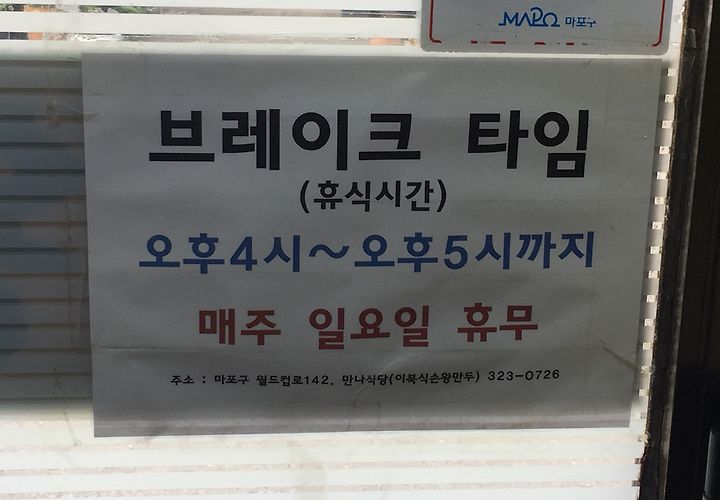 MAPO 마포구
브레이크 타임
(휴식시간)
오후4시~오후5시까지
매주 일요일 휴무
주소 : 마포구 월드컵로142. 만나식당(이북식손왕만두) 323-0726